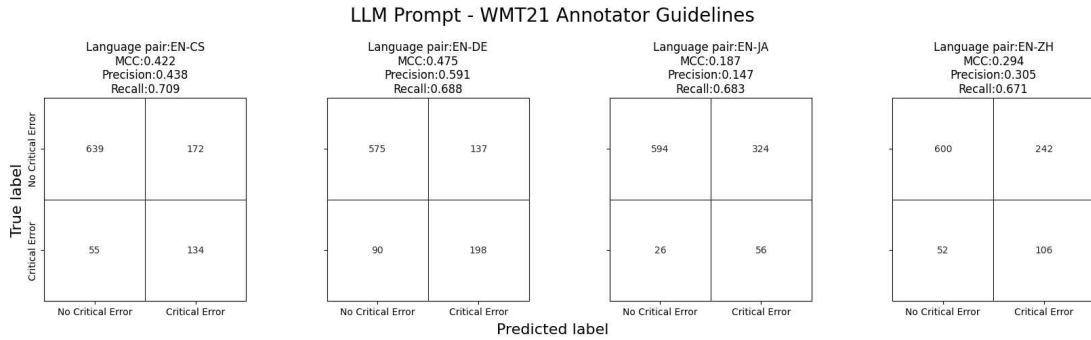 LLM Prompt - WMT21 Annotator Guidelines
Language pair:EN-CS
MCC:0.422
Precision:0.438
Recall:0.709
Language pair:EN-DE
MCC:0.475
Precision:0.591
Recall:0.688
Language pair:EN-JA
MCC:0.187
Precision:0.147
Recall:0.683
Language pair:EN-ZH
MCC:0.294
Precision:0.305
Recall:0.671
True label
No Critical Error
Critical Error
639 172
55 134
No Critical Error Critical Error
575 137
90 198
No Critical Error Critical Error
594 324
26 56
No Critical Error Critical Error
600 242
52 106
No Critical Error Critical Error
Predicted label